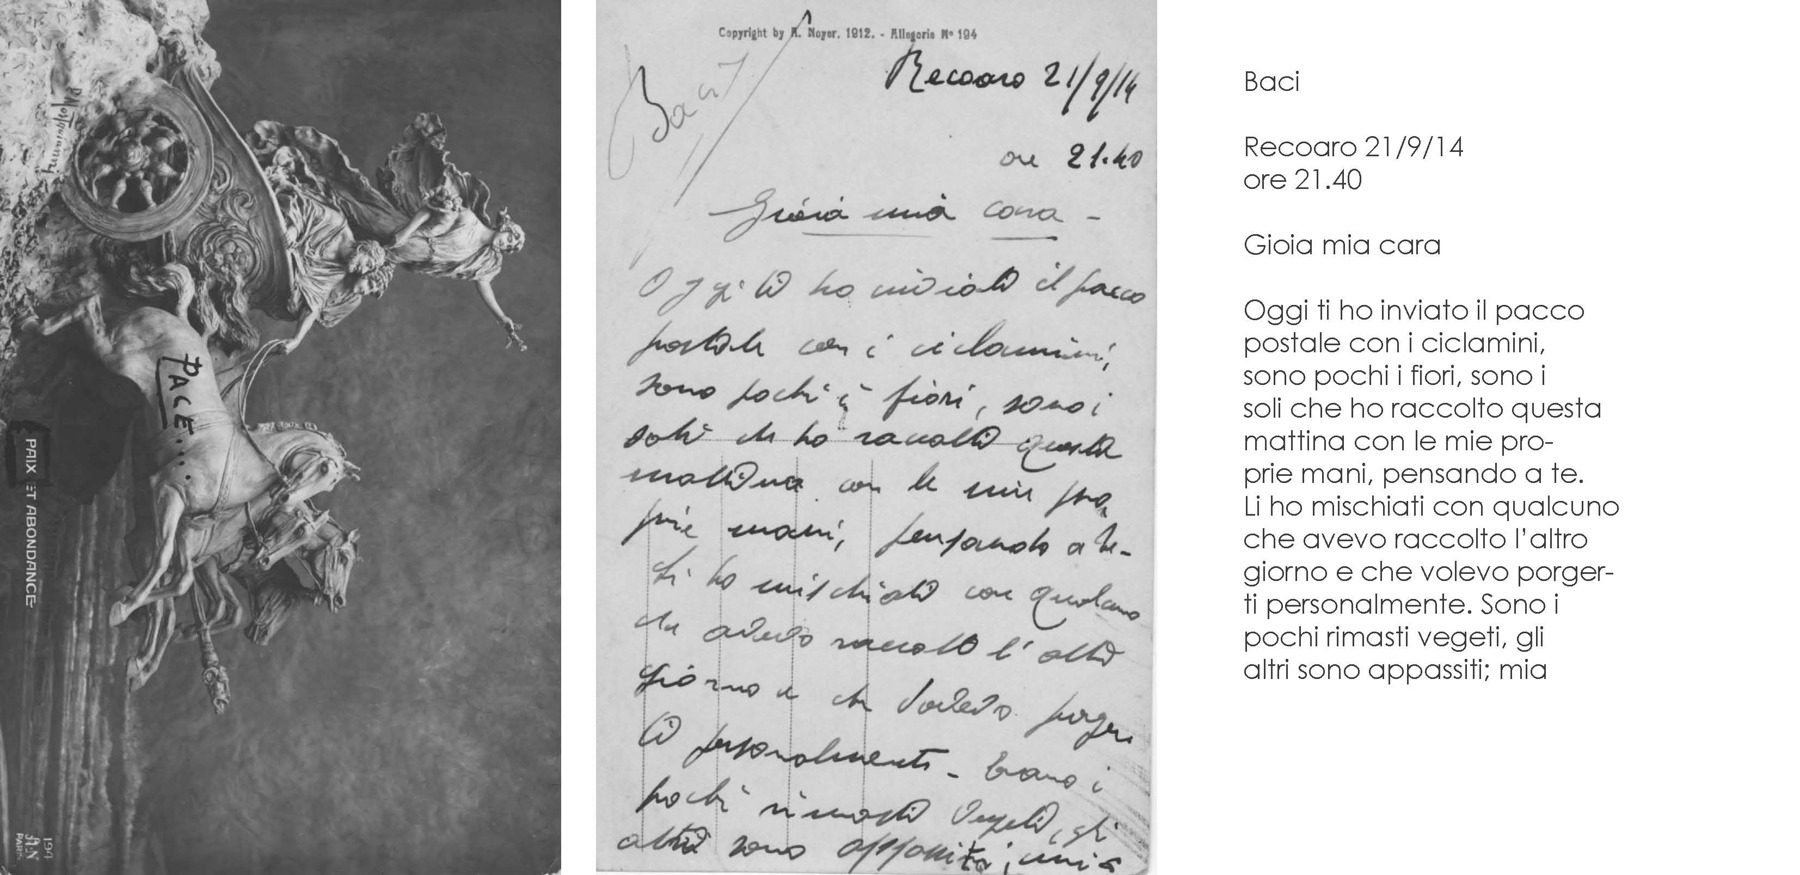 PACE....
PAIX ET ABONDANCE
194
A.N
PARIS
Copyright by A. Noyer. 1912. - Allegorie Nº 194
Baci
Recoaro 21/9/14
ore 21.40
Gioia mia cara -
Oggi ti ho inviato il pacco
postale con i ciclamini,
sono pochi i fiori, sono i
soli che ho raccolto questa
mattina con le mie pro
prie mani, pensando a te-
Li ho mischiati con qualcuno
che avevo raccolto l'altro
giorno e che volevo porger
ti personalmente - Erano i
pochi rimasti vegeti, gli
altri sono appassiti; mia
Baci
Recoaro 21/9/14
ore 21.40
Gioia mia cara
Oggi ti ho inviato il pacco
postale con i ciclamini,
sono pochi i fiori, sono i
soli che ho raccolto questa
mattina con le mie pro-
prie mani, pensando a te.
Li ho mischiati con qualcuno
che avevo raccolto l'altro
giorno e che volevo porger-
ti personalmente. Sono i
pochi rimasti vegeti, gli
altri sono appassiti; mia